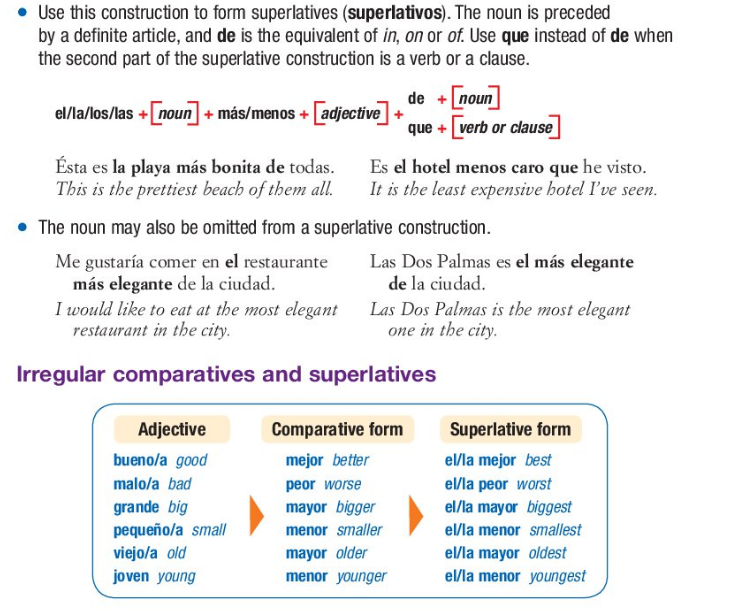 • Use this construction to form superlatives (superlativos). The noun is preceded
by a definite article, and de is the equivalent of in, on or of. Use que instead of de when
the second part of the superlative construction is a verb or a clause.
el/la/los/las + [noun] + más/menos + [adjective] +
de + [noun]
que + [verb or clause]
Ésta es la playa más bonita de todas.
This is the prettiest beach of them all.
Es el hotel menos caro que he visto.
It is the least expensive hotel I've seen.
• The noun may also be omitted from a superlative construction.
Me gustaría comer en el restaurante
más elegante de la ciudad.
I would like to eat at the most elegant
restaurant in the city.
Las Dos Palmas es el más elegante
de la ciudad.
Las Dos Palmas is the most elegant
one in the city.
Irregular comparatives and superlatives
Adjective Comparative form Superlative form
bueno/a good mejor better el/la mejor best
malo/a bad peor worse el/la peor worst
grande big mayor bigger el/la mayor biggest
pequeño/a small menor smaller el/la menor smallest
viejo/a old mayor older el/la mayor oldest
joven young menor younger el/la menor youngest